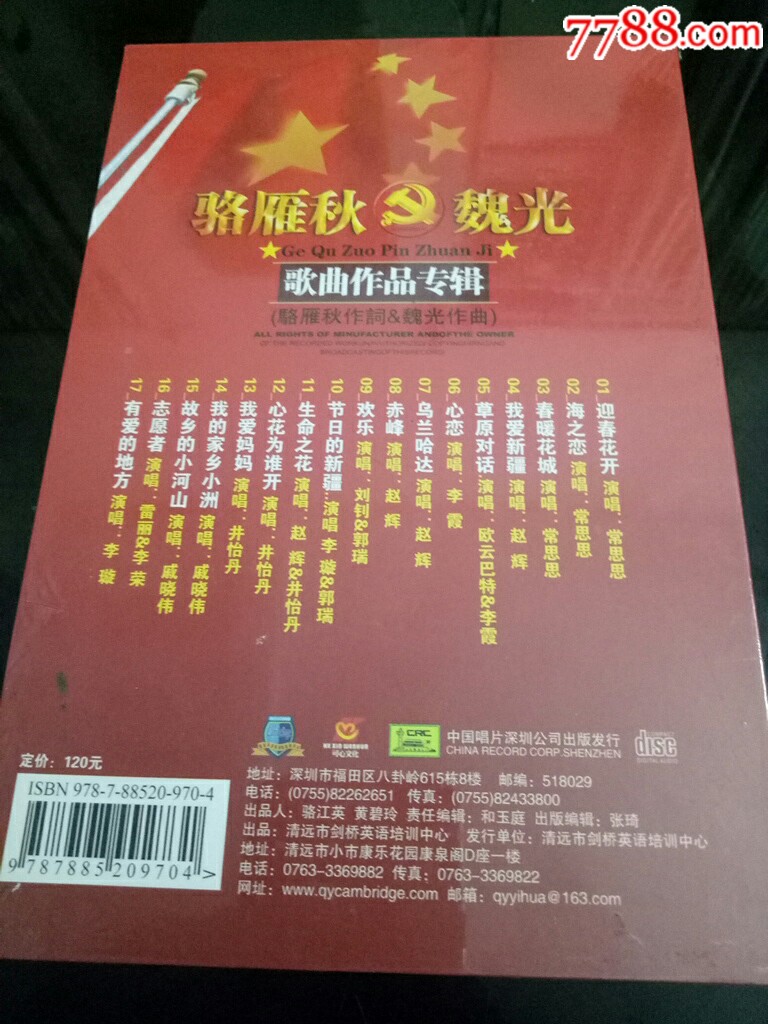 7788.com
骆雁秋 魏光
Ge Qu Zuo Pin Zhuan Ji
歌曲作品专辑
(駱雁秋作詞&魏光作曲)
ALL RIGHTS OF MINUFACTURER ANDOFTHE OWNER
01 迎春花开 演唱：常思思
02 海之恋 演唱：常思思
03 春暖花城 演唱：常思思
04 我爱新疆 演唱：赵 辉
05 草原对话 演唱：欧云巴特&李霞
06 心恋 演唱：李 霞
07 乌兰哈达 演唱：赵 辉
08 赤峰 演唱：赵 辉
09 欢乐 演唱：刘钊&郭瑞
10 节日的新疆 演唱 李 璇&郭瑞
11 生命之花 演唱：赵 辉&井怡丹
12 心花为谁开 演唱：井怡丹
13 我爱妈妈 演唱：井怡丹
14 我的家乡小洲 演唱：戚晓伟
15 故乡的小河山 演唱：戚晓伟
16 志愿者 演唱：雷丽&李荣
17 有爱的地方 演唱：李 璇
可心文化
CRC
中国唱片深圳公司出版发行
CHINA RECORD CORP.SHENZHEN
COMPACT
disc
DIGITAL AUDIO
定价：120元
ISBN 978-7-88520-970-4
9 787885 209704 >
地址：深圳市福田区八卦岭615栋8楼 邮编：518029
电话：(0755)82262651 传真：(0755)82433800
出品人：骆江英 黄碧玲 责任编辑：和玉庭 出版编辑：张琦
出品：清远市剑桥英语培训中心 发行单位：清远市剑桥英语培训中心
地址：清远市小市康乐花园康泉阁D座一楼
电话：0763-3369882 传真：0763-3369822
网址：www.qycambridge.com 邮箱：qyyihua@163.com